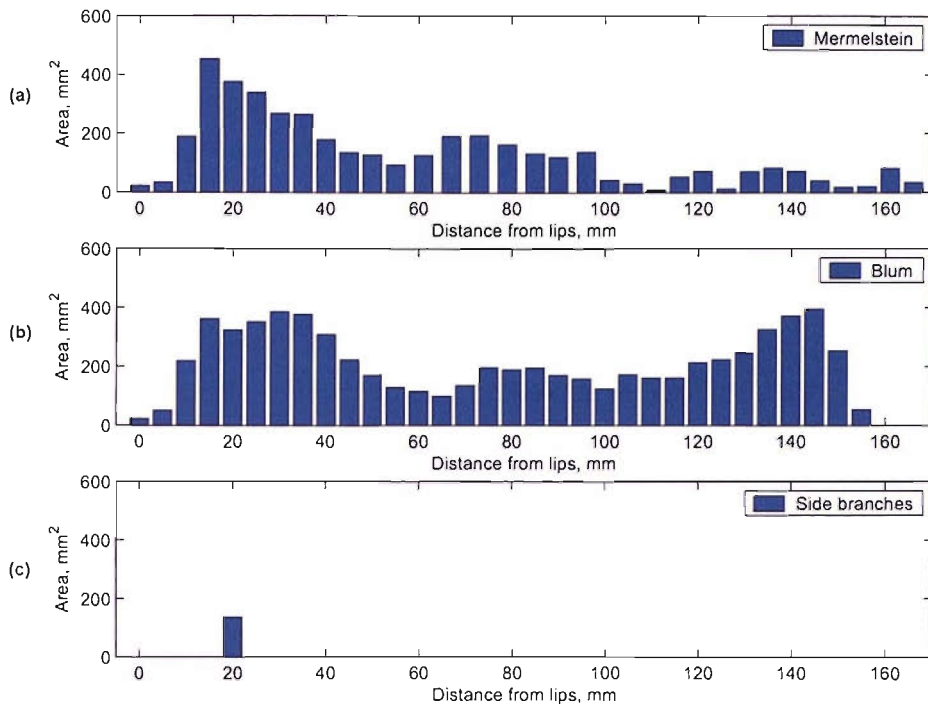 600
Mermelstein
400
(a)
Area, mm²
200
0
0 20 40 60 80 100 120 140 160
Distance from lips, mm
600
Blum
400
(b)
Area, mm²
200
0
0 20 40 60 80 100 120 140 160
Distance from lips, mm
600
Side branches
400
(c)
Area, mm²
200
0
0 20 40 60 80 100 120 140 160
Distance from lips, mm